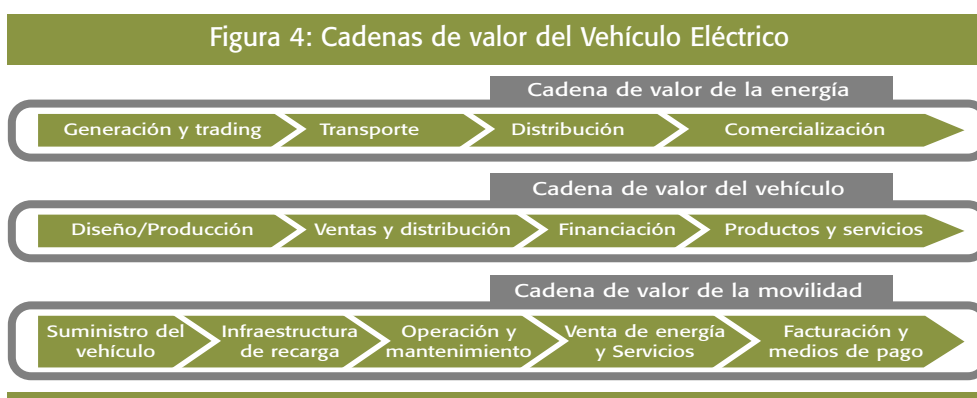 Figura 4: Cadenas de valor del Vehículo Eléctrico
Cadena de valor de la energía
Generación y trading
Transporte
Distribución
Comercialización
Cadena de valor del vehículo
Diseño/Producción
Ventas y distribución
Financiación
Productos y servicios
Cadena de valor de la movilidad
Suministro del
vehículo
Infraestructura
de recarga
Operación y
mantenimiento
Venta de energía
y Servicios
Facturación y
medios de pago